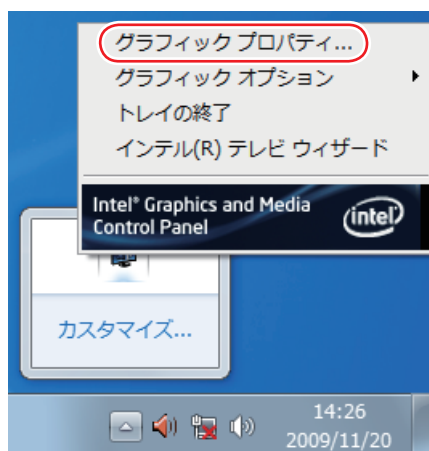 グラフィック プロパティ...
グラフィック オプション
トレイの終了
インテル(R) テレビ ウィザード
Intel® Graphics and Media
Control Panel
intel
カスタマイズ...
14:26
2009/11/20